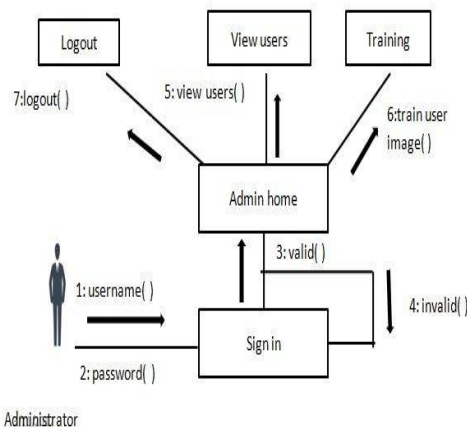 Logout
View users
Training
7:logout( )
5: view users( )
6:train user
image( )
Admin home
3: valid( )
1: username( )
4: invalid( )
Sign in
2: password( )
Administrator